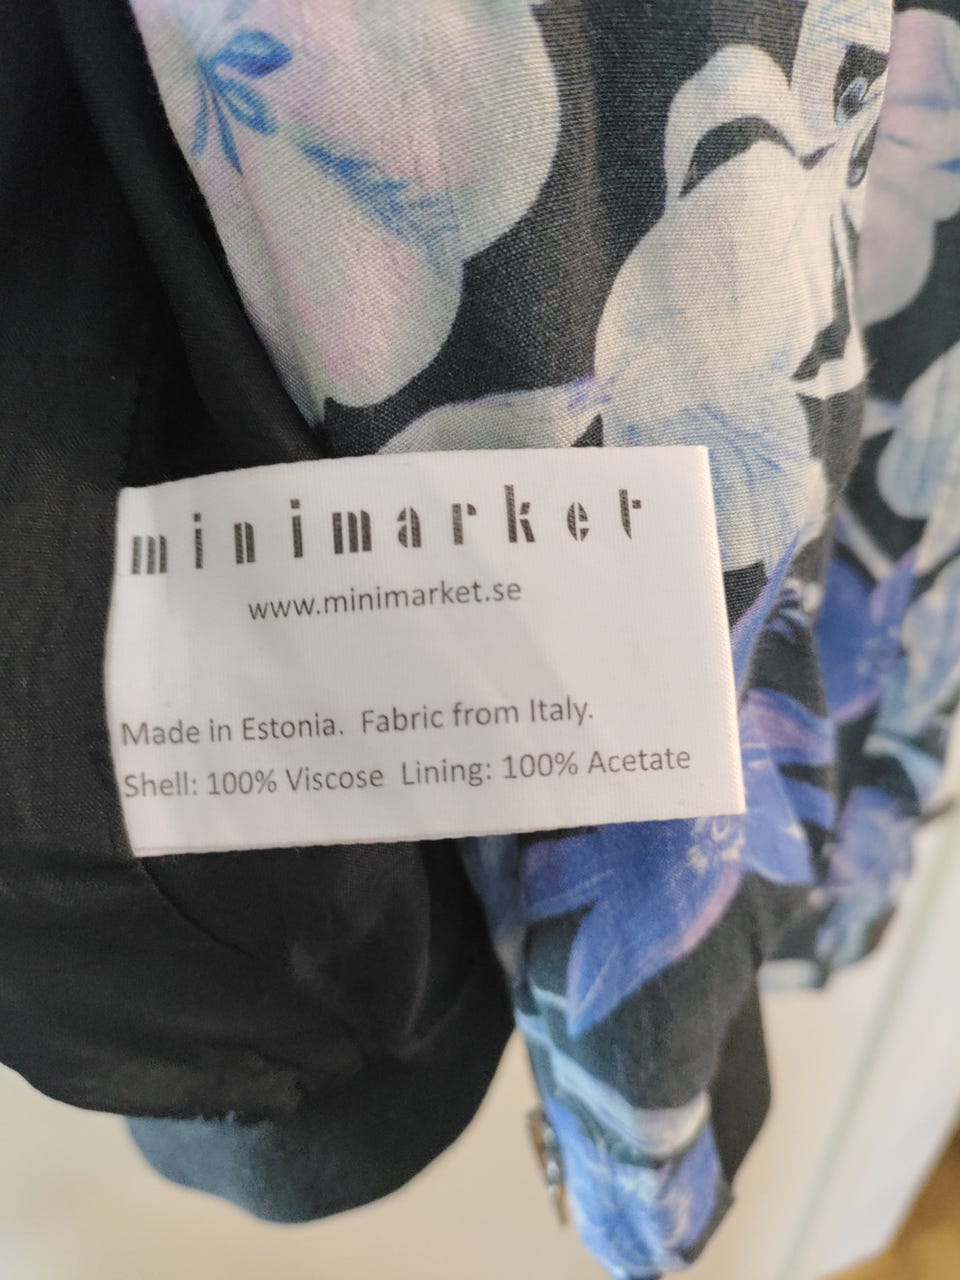 minimarket
www.minimarket.se
Made in Estonia. Fabric from Italy.
Shell: 100% Viscose Lining: 100% Acetate